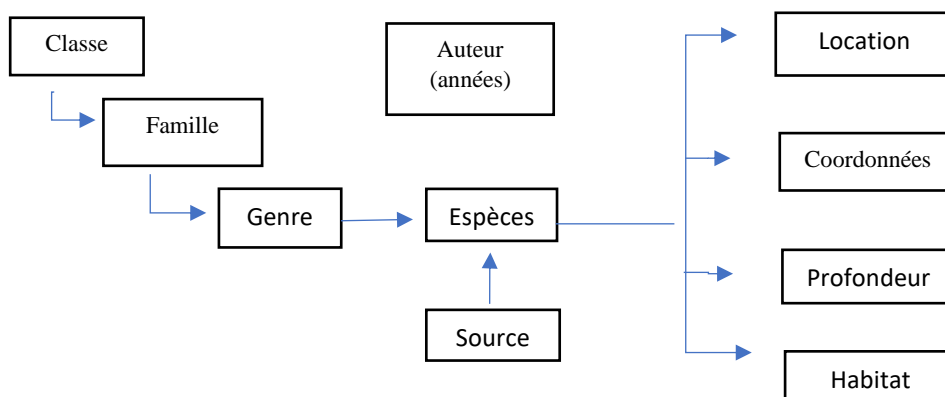 Classe
Auteur
(années)
Location
Famille
Coordonnées
Genre
Espèces
Profondeur
Source
Habitat